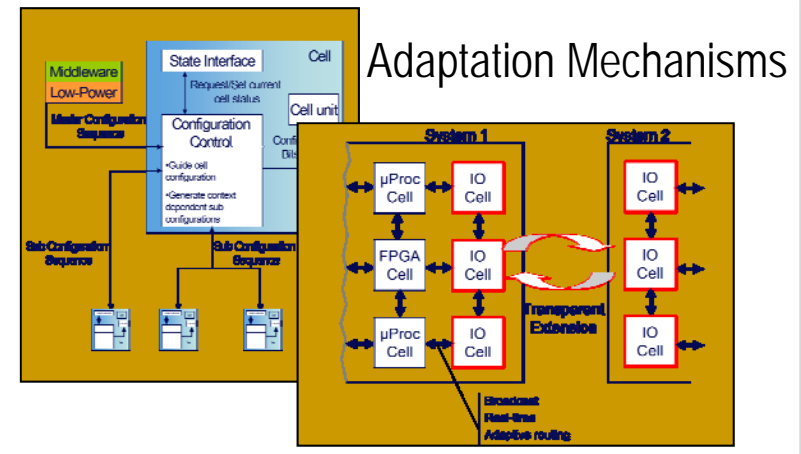 Adaptation Mechanisms
State Interface
Cell
Middleware
Low-Power
Request/Set current
cell status
Cell unit
Master Configuration
Sequence
Configuration
Control
•Guide cell
configuration
•Generate context
dependent sub
configurations
Sub Configuration
Sequence
Sub Configuration
Sequence
System 1
System 2
µProc
Cell
IO
Cell
IO
Cell
FPGA
Cell
IO
Cell
IO
Cell
Transparent
Extension
µProc
Cell
IO
Cell
IO
Cell
Broadcast
Real-time
Adaptive routing